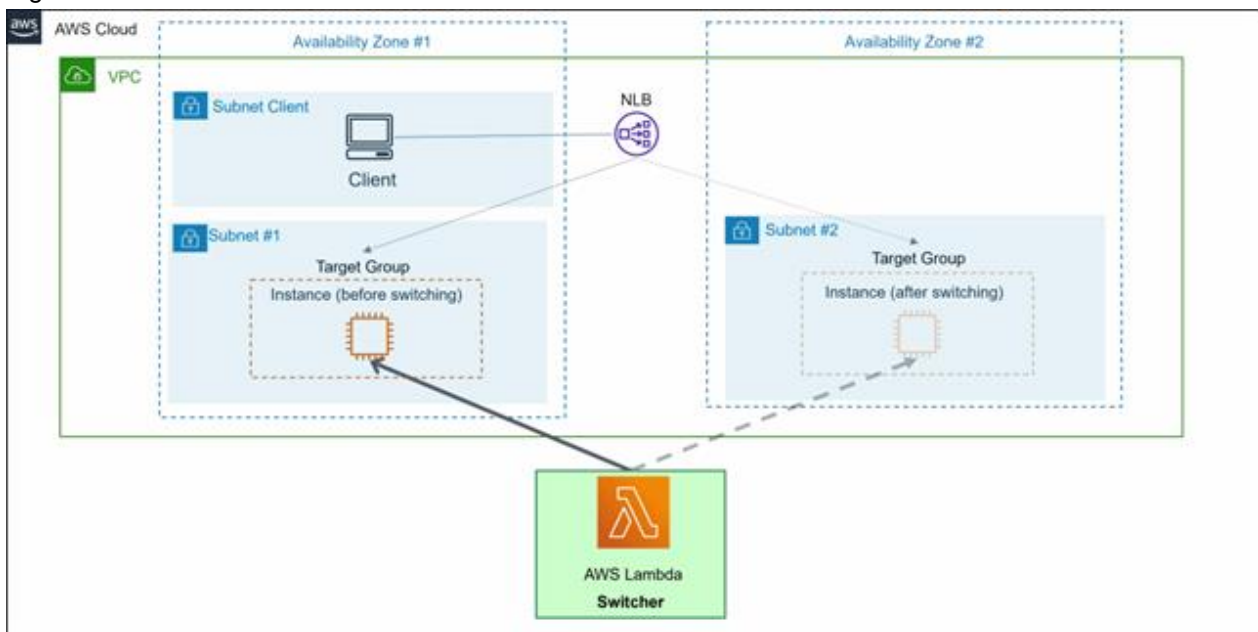 aws
AWS Cloud
Availability Zone #1
Availability Zone #2
VPC
Subnet Client
NLB
Client
Subnet #1
Subnet #2
Target Group
Target Group
Instance (before switching)
Instance (after switching)
AWS Lambda
Switcher